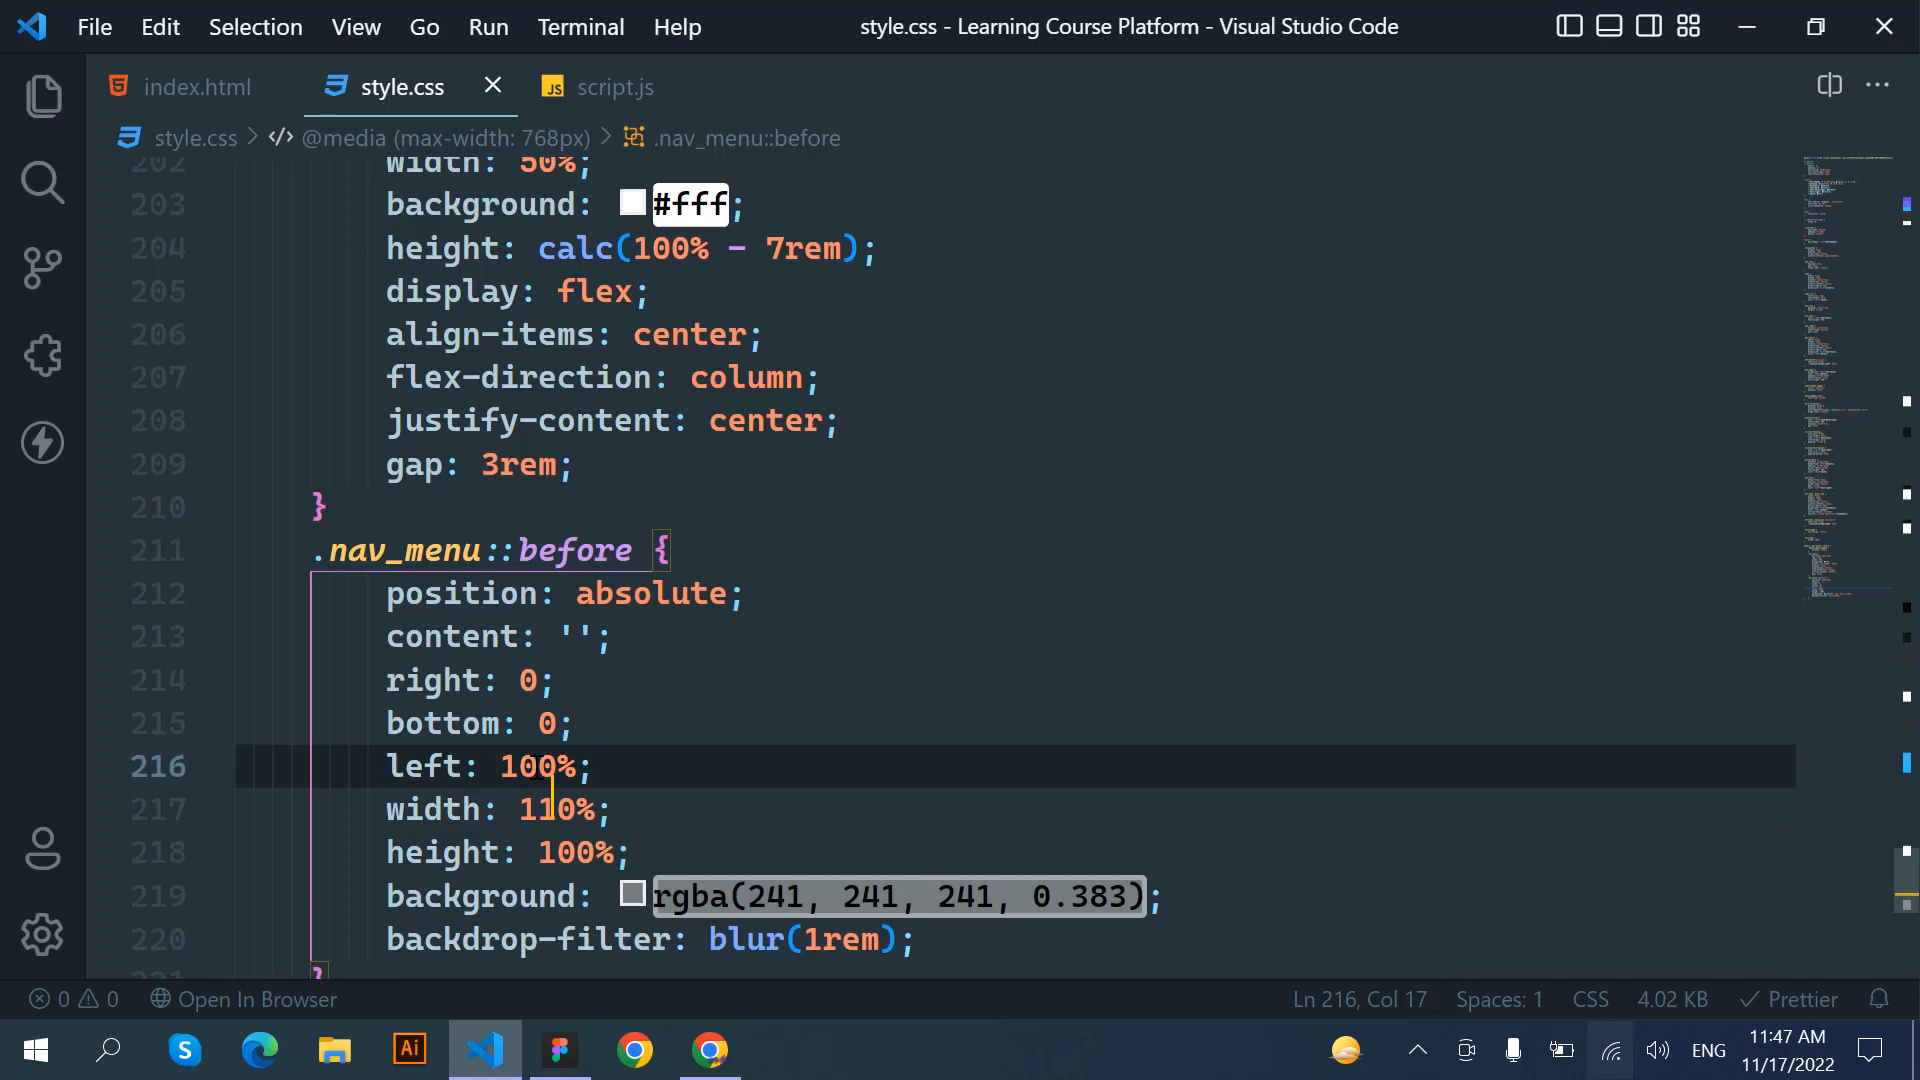 File Edit Selection View Go Run Terminal Help style.css - Learning Course Platform - Visual Studio Code
index.html style.css script.js
style.css > @media (max-width: 768px) > .nav_menu::before
202 width: 50%;
203 background: #fff;
204 height: calc(100% - 7rem);
205 display: flex;
206 align-items: center;
207 flex-direction: column;
208 justify-content: center;
209 gap: 3rem;
210 }
211 .nav_menu::before {
212 position: absolute;
213 content: '';
214 right: 0;
215 bottom: 0;
216 left: 100%;
217 width: 110%;
218 height: 100%;
219 background: rgba(241, 241, 241, 0.383);
220 backdrop-filter: blur(1rem);
221 }
0 0 Open In Browser Ln 216, Col 17 Spaces: 1 CSS 4.02 KB Prettier
ENG 11:47 AM
11/17/2022